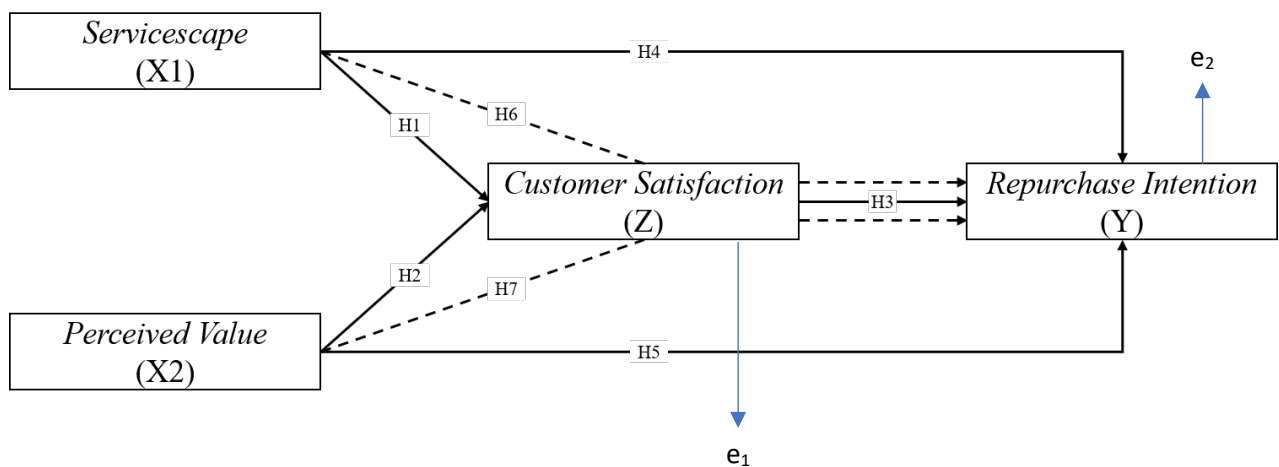 Servicescape
(X1)
H4
e₂
H6
H1
Customer Satisfaction
(Z)
H3
Repurchase Intention
(Y)
H2
H7
Perceived Value
(X2)
H5
e₁